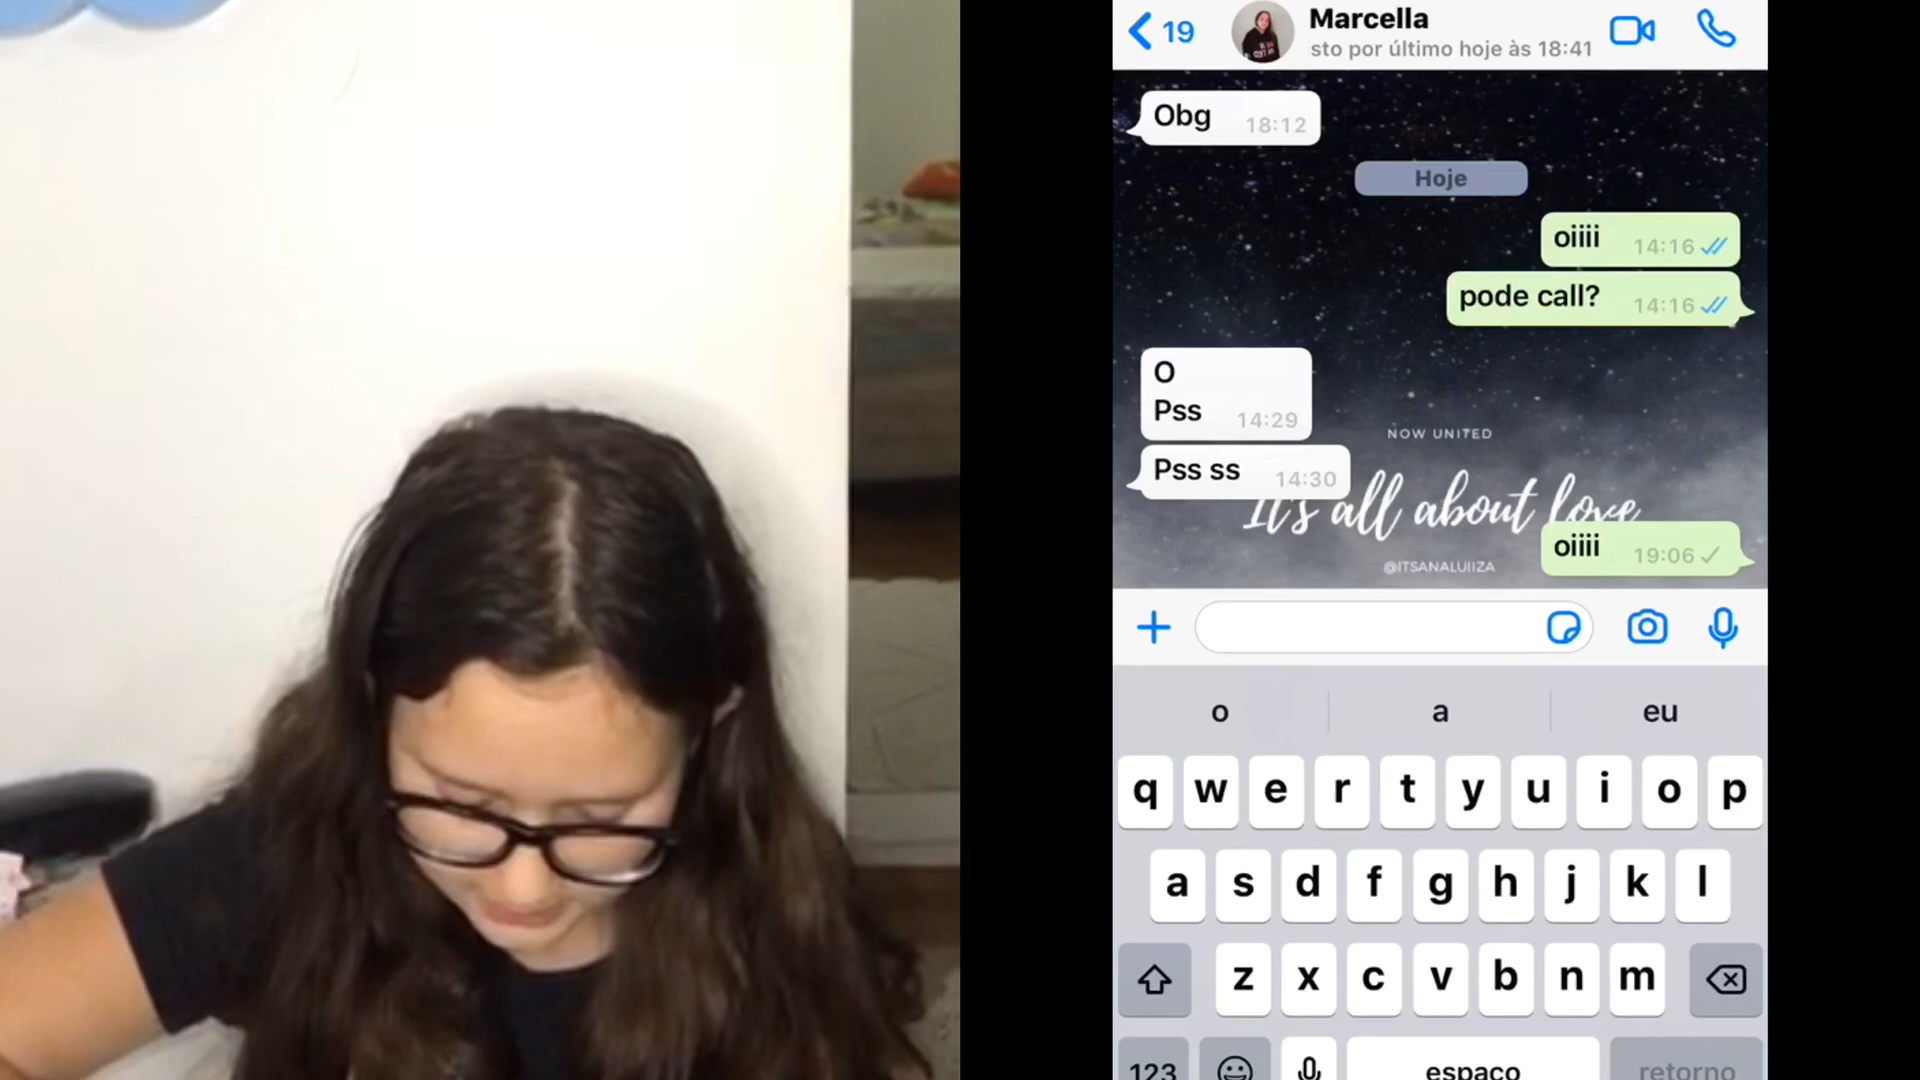 19
Marcella
sto por último hoje às 18:41
Obg 18:12
Hoje
oiiii 14:16
pode call? 14:16
O
Pss 14:29
NOW UNITED
Pss ss 14:30
It's all about love
oiiii 19:06
@ITSANALUIIZA
o a eu
q w e r t y u i o p
a s d f g h j k l
z x c v b n m
123 espaço retorno